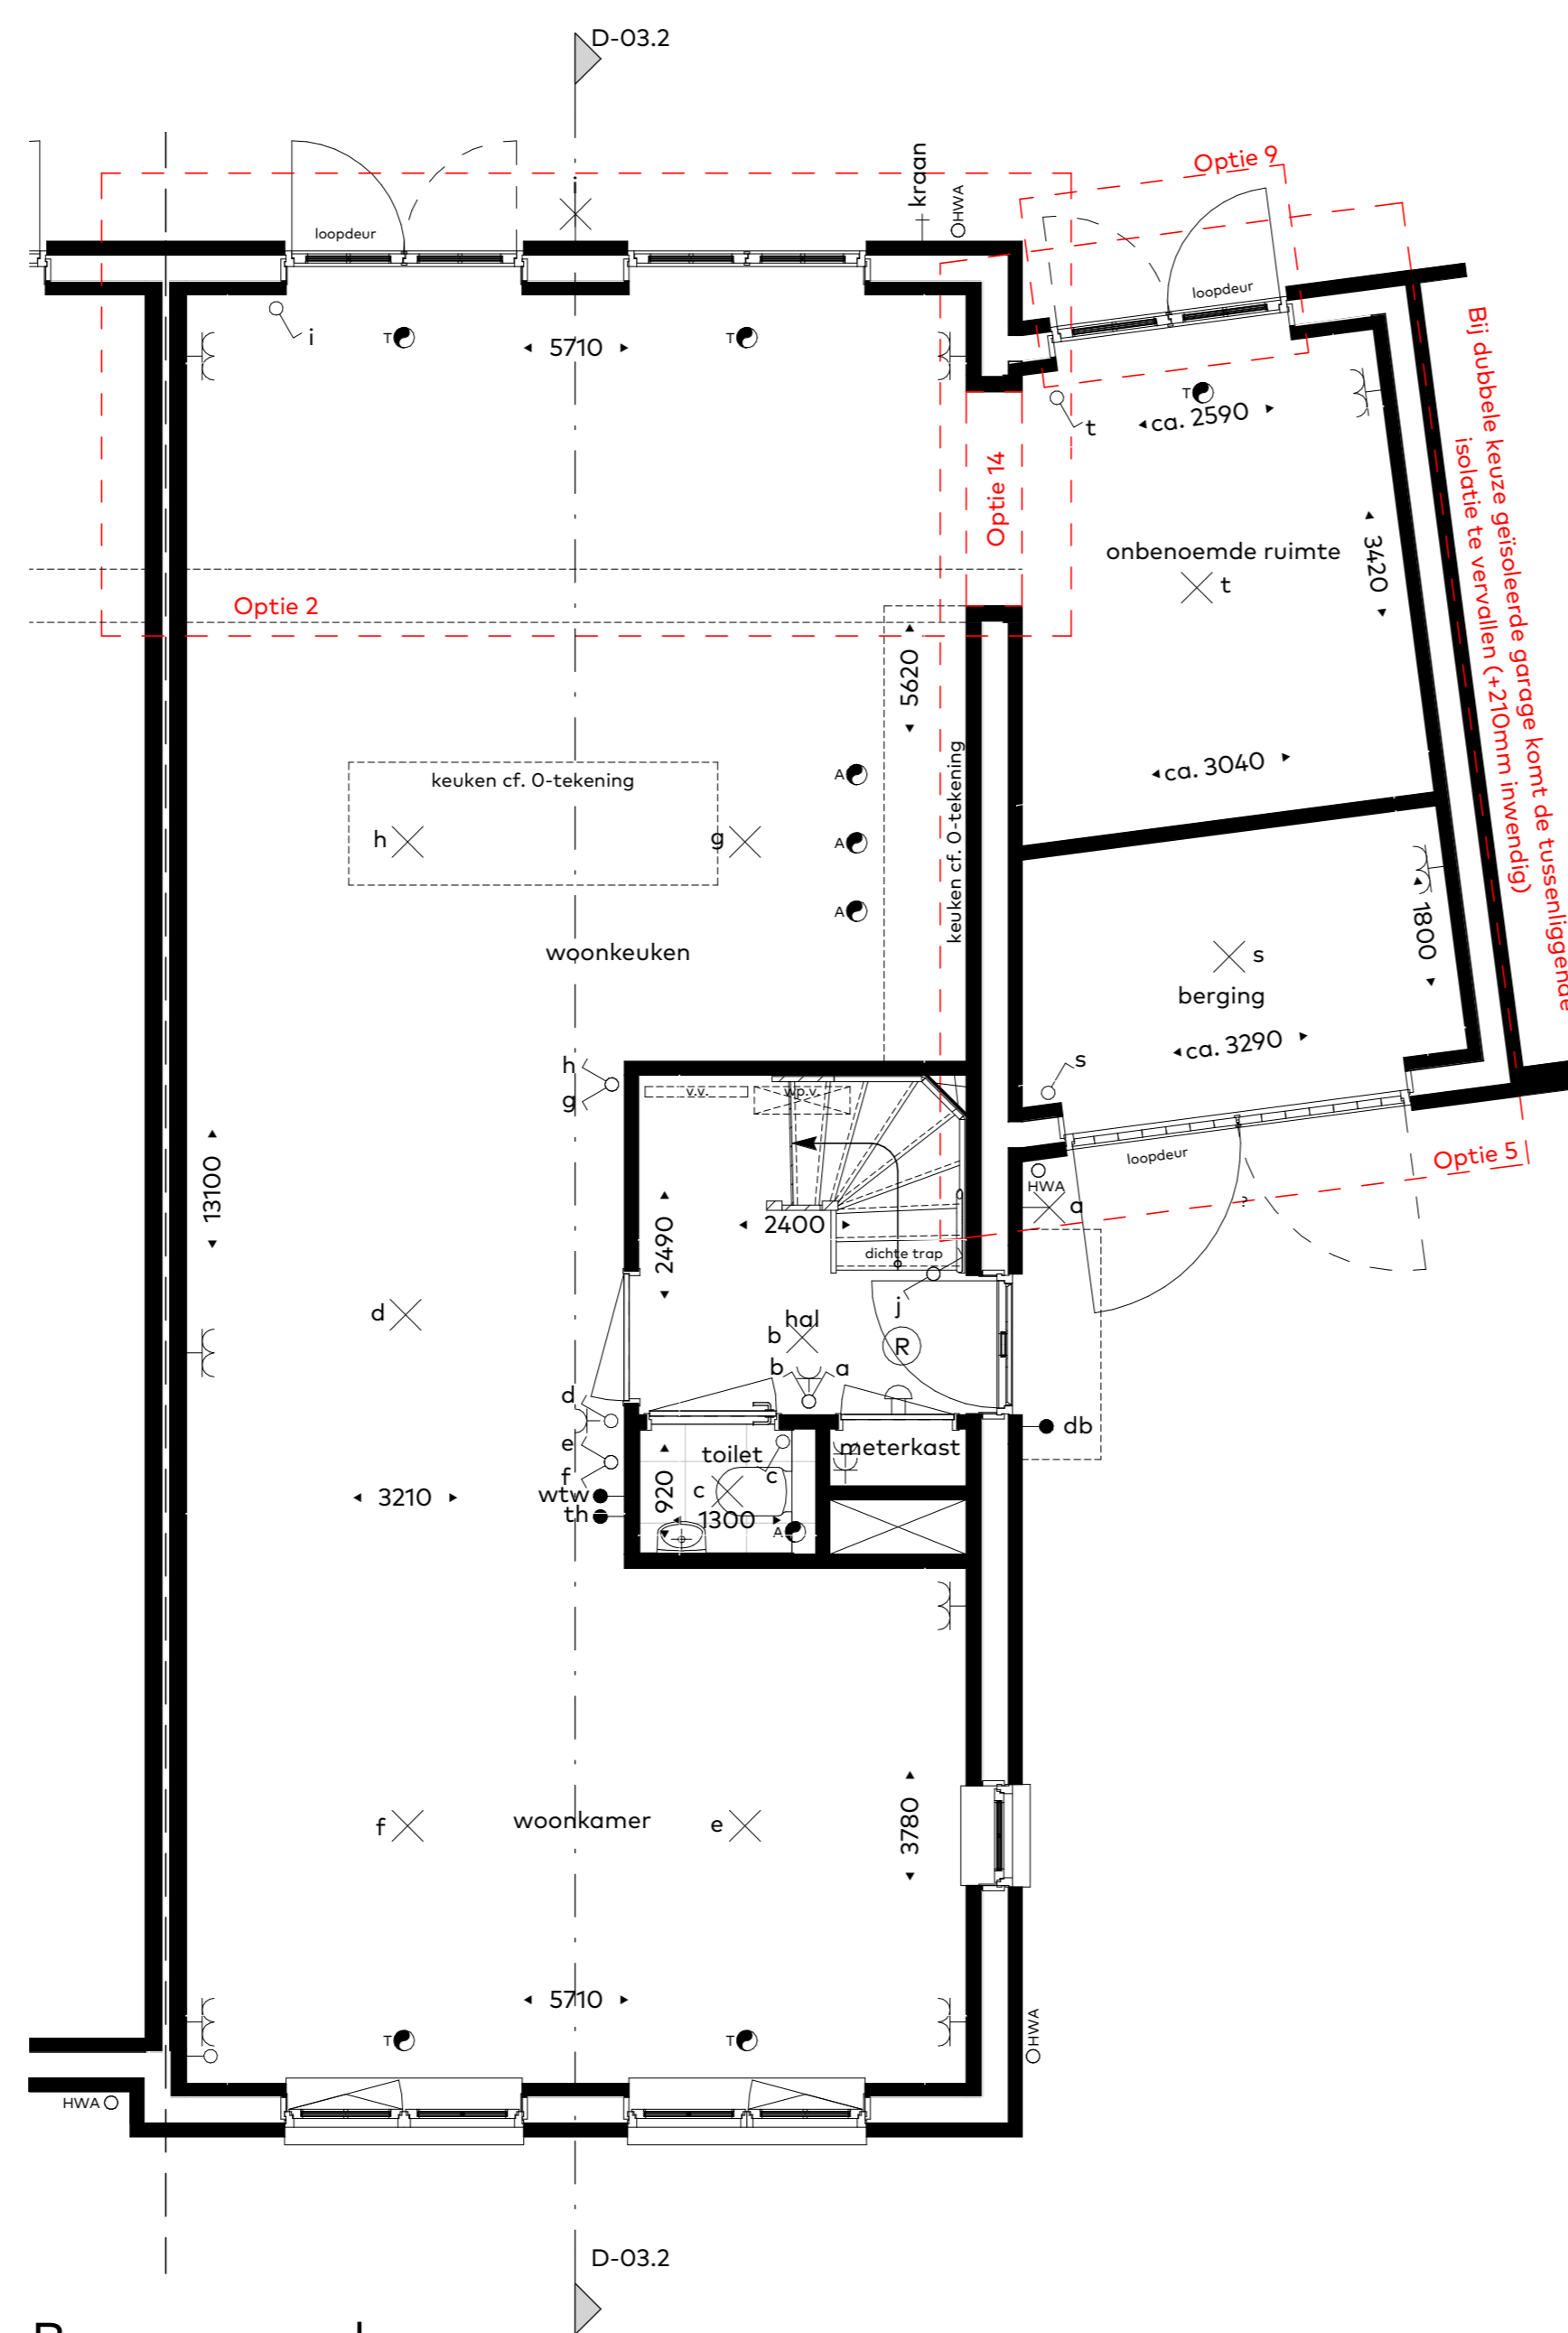 D-03.2
Optie 9
kraan
HWA
i
loopdeur
loopdeur
i
T
5710
T
T
ca. 2590
t
Optie 14
onbenoemde ruimte
t
3420
Bij dubbele keuze geïsoleerde garage komt de tussenliggende
isolatie te vervallen (+210mm inwendig)
Optie 2
5620
keuken cf. 0-tekening
A
keuken cf. 0-tekening
ca. 3040
h
g
A
A
1800
woonkeuken
s
berging
ca. 3290
h
g
s
v.v.
wp.v.
loopdeur
Optie 5
13100
HWA
a
?
2490
2400
dichte trap
j
d
hal
b
R
b
a
d
db
e
toilet
meterkast
f
c
c
920
wtw
3210
th
1300
A
woonkamer
f
e
3780
5710
T
T
HWA
HWA
D-03.2